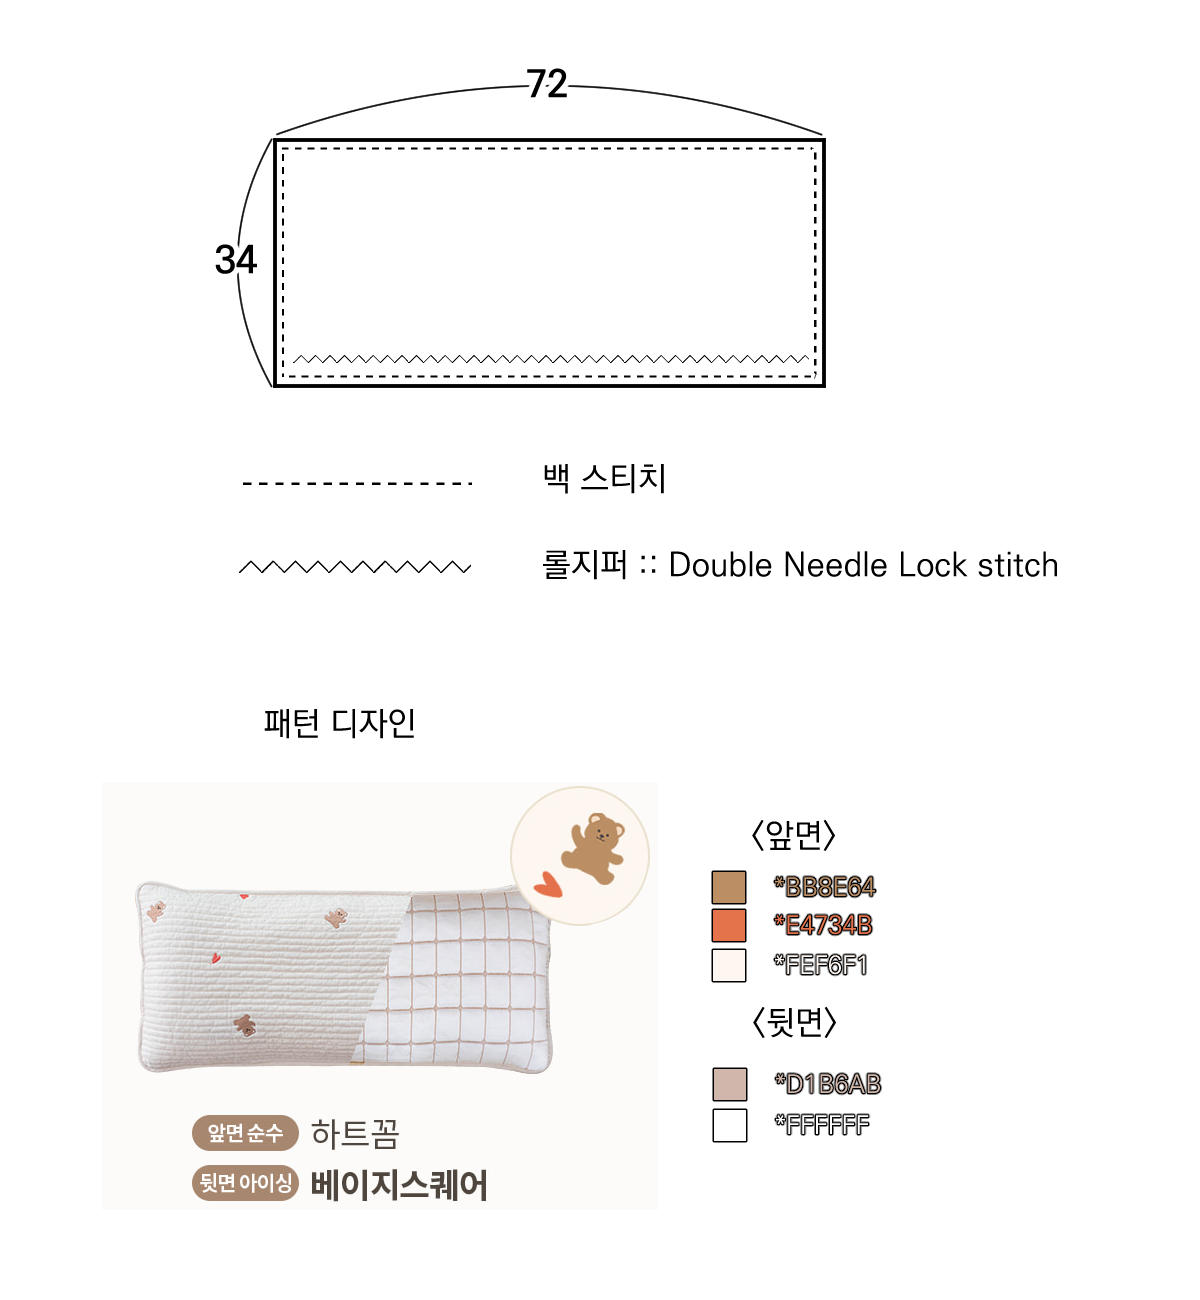 72
34
백 스티치
롤지퍼 :: Double Needle Lock stitch
패턴 디자인
〈앞면〉
*BB8E64
*E4734B
*FEF6F1
〈뒷면〉
*D1B6AB
*FFFFFF
앞면 순수 하트꼼
뒷면 아이싱 베이지스퀘어